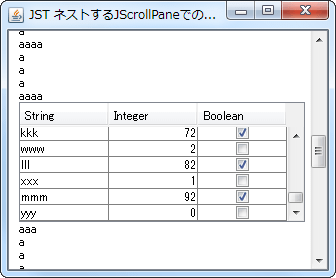 JST ネストするJScrollPaneでの...
a
aaaa
a
a
a
aaaa
String Integer Boolean
kkk 72
www 2
lll 82
xxx 1
mmm 92
yyy 0
aaa
a
a
a